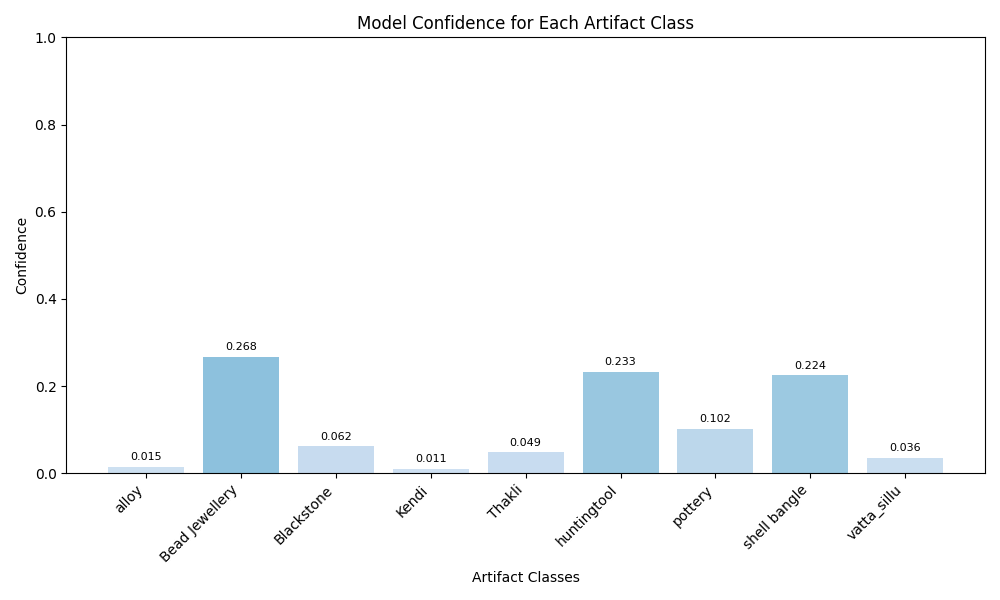 Model Confidence for Each Artifact Class
1.0
0.8
0.6
0.4
0.2
0.0
Confidence
0.015
0.268
0.062
0.011
0.049
0.233
0.102
0.224
0.036
alloy
Bead Jewellery
Blackstone
Kendi
Thakli
huntingtool
pottery
shell bangle
vatta_sillu
Artifact Classes